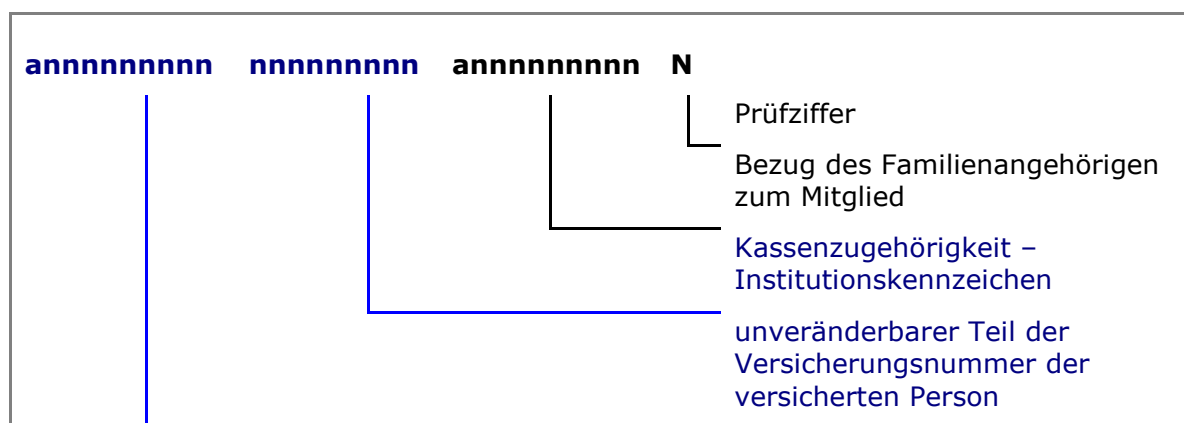 annnnnnnnn nnnnnnnnn annnnnnnnn N
Prüfziffer
Bezug des Familienangehörigen
zum Mitglied
Kassenzugehörigkeit –
Institutionskennzeichen
unveränderbarer Teil der
Versicherungsnummer der
versicherten Person